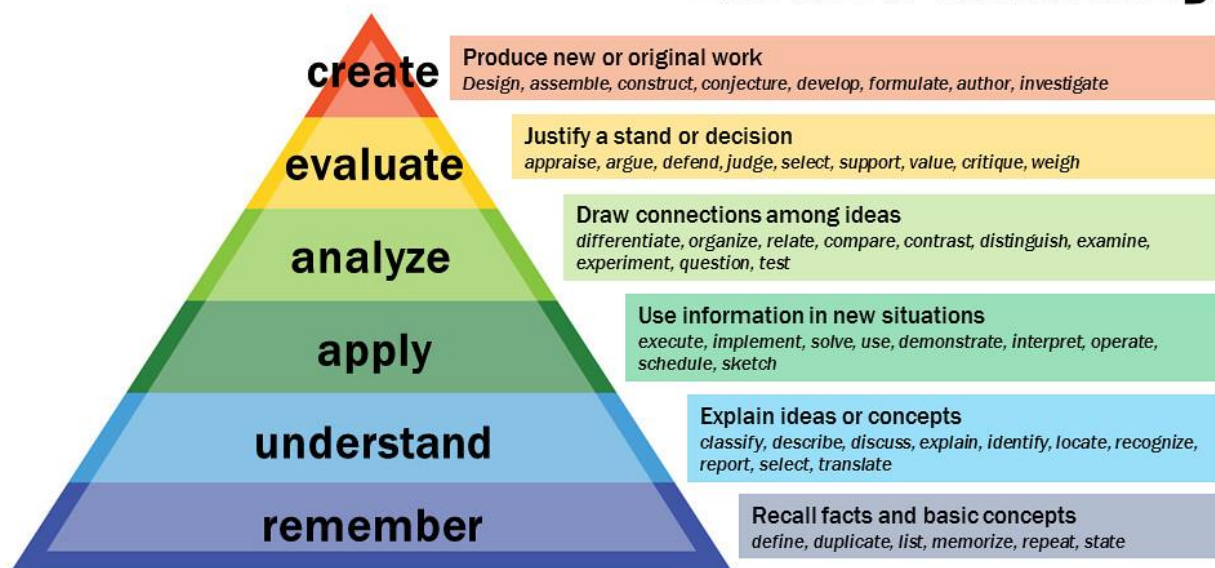 create
Produce new or original work
Design, assemble, construct, conjecture, develop, formulate, author, investigate
evaluate
Justify a stand or decision
appraise, argue, defend, judge, select, support, value, critique, weigh
analyze
Draw connections among ideas
differentiate, organize, relate, compare, contrast, distinguish, examine,
experiment, question, test
apply
Use information in new situations
execute, implement, solve, use, demonstrate, interpret, operate,
schedule, sketch
understand
Explain ideas or concepts
classify, describe, discuss, explain, identify, locate, recognize,
report, select, translate
remember
Recall facts and basic concepts
define, duplicate, list, memorize, repeat, state